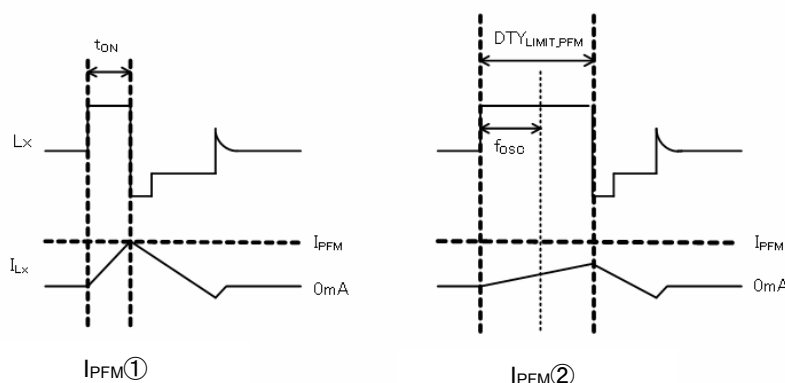 tON
DTYLIMIT,PFM
Lx
fOSC
IPFM
IPFM
ILx
0mA
0mA
IPFM①
IPFM②